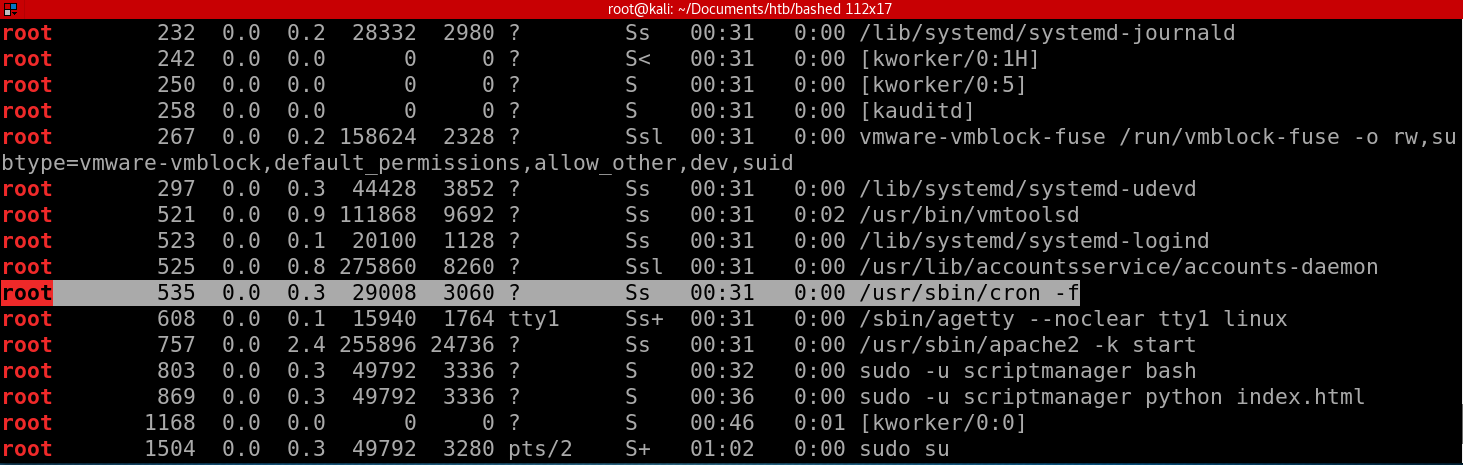 root@kali: ~/Documents/htb/bashed 112x17
root 232 0.0 0.2 28332 2980 ? Ss 00:31 0:00 /lib/systemd/systemd-journald
root 242 0.0 0.0 0 0 ? S< 00:31 0:00 [kworker/0:1H]
root 250 0.0 0.0 0 0 ? S 00:31 0:00 [kworker/0:5]
root 258 0.0 0.0 0 0 ? S 00:31 0:00 [kauditd]
root 267 0.0 0.2 158624 2328 ? Ssl 00:31 0:00 vmware-vmblock-fuse /run/vmblock-fuse -o rw,su
btype=vmware-vmblock,default_permissions,allow_other,dev,suid
root 297 0.0 0.3 44428 3852 ? Ss 00:31 0:00 /lib/systemd/systemd-udevd
root 521 0.0 0.9 111868 9692 ? Ss 00:31 0:02 /usr/bin/vmtoolsd
root 523 0.0 0.1 20100 1128 ? Ss 00:31 0:00 /lib/systemd/systemd-logind
root 525 0.0 0.8 275860 8260 ? Ssl 00:31 0:00 /usr/lib/accountsservice/accounts-daemon
root 535 0.0 0.3 29008 3060 ? Ss 00:31 0:00 /usr/sbin/cron -f
root 608 0.0 0.1 15940 1764 tty1 Ss+ 00:31 0:00 /sbin/agetty --noclear tty1 linux
root 757 0.0 2.4 255896 24736 ? Ss 00:31 0:00 /usr/sbin/apache2 -k start
root 803 0.0 0.3 49792 3336 ? S 00:32 0:00 sudo -u scriptmanager bash
root 869 0.0 0.3 49792 3336 ? S 00:36 0:00 sudo -u scriptmanager python index.html
root 1168 0.0 0.0 0 0 ? S 00:46 0:01 [kworker/0:0]
root 1504 0.0 0.3 49792 3280 pts/2 S+ 01:02 0:00 sudo su